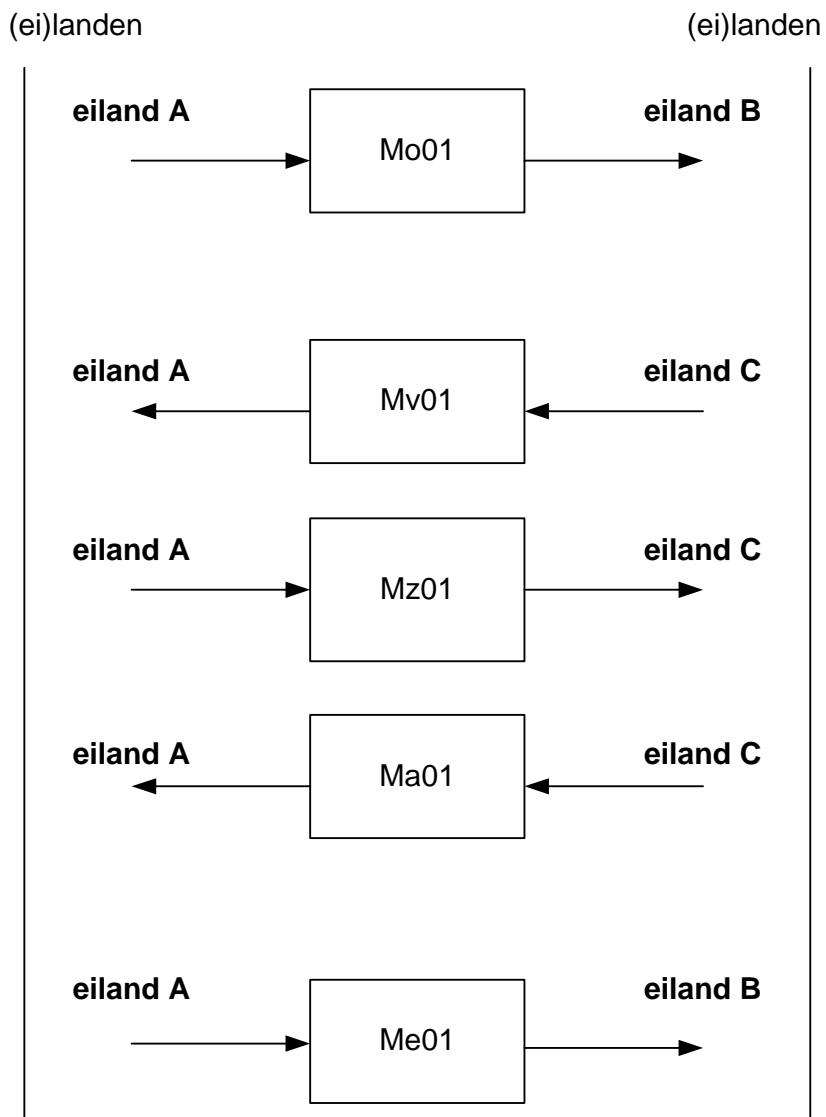 (ei)landen (ei)landen
eiland A Mo01 eiland B
eiland A Mv01 eiland C
eiland A Mz01 eiland C
eiland A Ma01 eiland C
eiland A Me01 eiland B